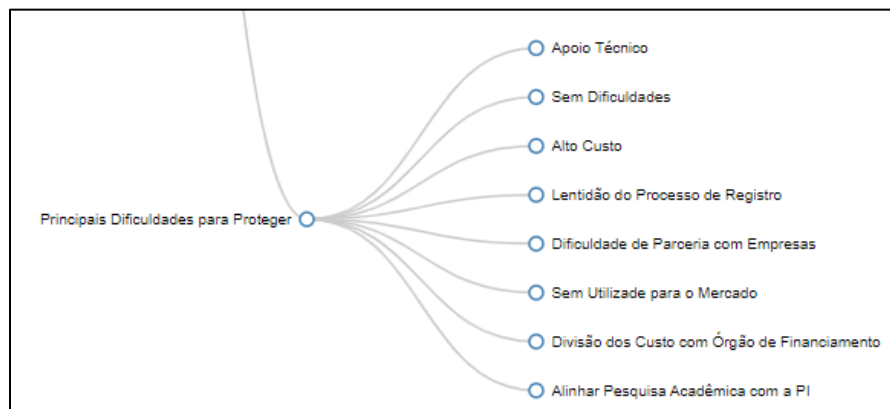 Apoio Técnico
Sem Dificuldades
Alto Custo
Lentidão do Processo de Registro
Principais Dificuldades para Proteger
Dificuldade de Parceria com Empresas
Sem Utilizade para o Mercado
Divisão dos Custo com Órgão de Financiamento
Alinhar Pesquisa Acadêmica com a PI